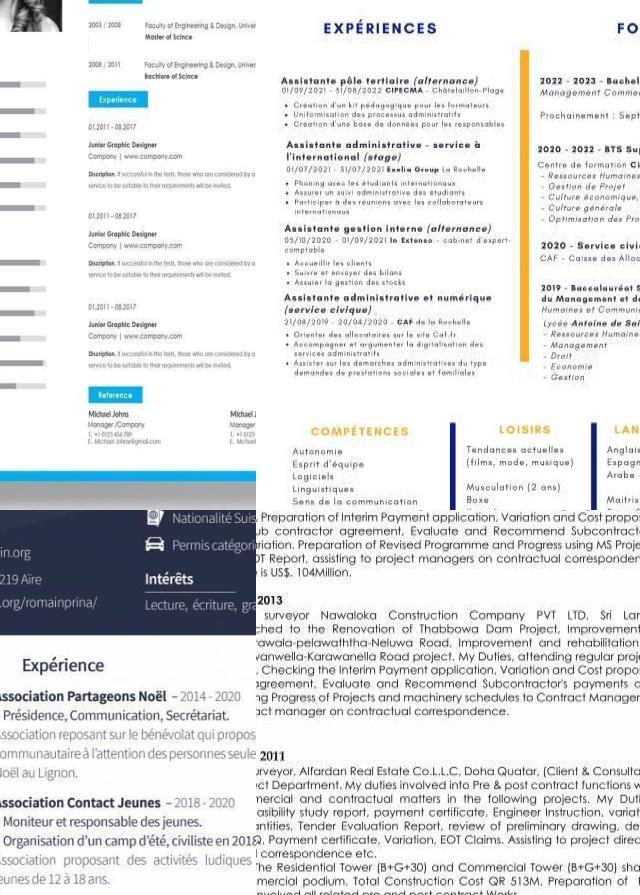 2003 / 2008
Faculty of Engineering & Design, Univer
Master of Scince
2008 / 2011
Faculty of Engineering & Design, Univer
Bachlore of Scince
Experience
01.2011 - 08.2017
Junior Graphic Designer
Company | www.company.com
Discription. If successful in the tests, those who are considered by a
service to be suitable to their requirements will be invited.
01.2011 - 08.2017
Junior Graphic Designer
Company | www.company.com
Discription. If successful in the tests, those who are considered by a
service to be suitable to their requirements will be invited.
01.2011 - 08.2017
Junior Graphic Designer
Company | www.company.com
Discription. If successful in the tests, those who are considered by a
service to be suitable to their requirements will be invited.
Reference
Michael Johns
Manager /Company
T. +1 0123 456 789
E. Michael.Johns@gmail.com
Michael J
Manager
T. +1 0123
E. Michael
EXPÉRIENCES
Assistante pôle tertiaire (alternance)
01/09/2021 - 31/08/2022 CIPECMA - Châtelaillon-Plage
• Création d'un kit pédagogique pour les formateurs
• Uniformisation des processus administratifs
• Création d'une base de données pour les responsables
Assistante administrative - service à
l'international (stage)
01/07/2021 - 31/07/2021 Exelia Group La Rochelle
• Phoning avec les étudiants internationaux
• Assurer un suivi administratif des étudiants
• Participer à des réunions avec les collaborateurs
internationaux
Assistante gestion interne (alternance)
05/10/2020 - 01/09/2021 In Extenso - cabinet d'expert-
comptable
• Accueillir les clients
• Suivre et envoyer des bilans
• Assurer la gestion des stocks
Assistante administrative et numérique
(service civique)
21/08/2019 - 20/04/2020 - CAF de la Rochelle
• Orienter des allocataires sur le site Caf.fr
• Accompagner et argumenter la digitalisation des
services administratifs
• Assister sur les démarches administratives du type
demandes de prestations sociales et familiales
FO
2022 - 2023 - Bachel
Management Comme
Prochainement : Sept
2020 - 2022 - BTS Sup
Centre de formation Ci
- Ressources Humaines
- Gestion de Projet
- Culture économique,
- Culture générale
- Optimisation des Pro
2020 - Service civi
CAF - Caisse des Alloc
2019 - Baccalauréat S
du Management et de
Humaines et Communi
Lycée Antoine de Sai
- Ressources Humaine
- Management
- Droit
- Economie
- Gestion
COMPÉTENCES
Autonomie
Esprit d'équipe
Logiciels
Linguistiques
Sens de la communication
LOISIRS
Tendances actuelles
(films, mode, musique)
Musculation (2 ans)
Boxe
LAN
Anglais
Espagn
Arabe -
Maitris
Nationalité Suis
in.org
Permis catégori
219 Aïre
Intérêts
.org/romainprina/
Lecture, écriture, gra
Expérience
Association Partageons Noël – 2014 - 2020
Présidence, Communication, Secrétariat.
Association reposant sur le bénévolat qui propos
communautaire à l'attention des personnes seule
Noël au Lignon.
Association Contact Jeunes – 2018 - 2020
Moniteur et responsable des jeunes.
Organisation d'un camp d'été, civiliste en 2018
Association proposant des activités ludiques
jeunes de 12 à 18 ans.
Preparation of Interim Payment application, Variation and Cost propos
ub contractor agreement, Evaluate and Recommend Subcontracto
riation. Preparation of Revised Programme and Progress using MS Proje
OT Report, assisting to project managers on contractual corresponden
is US$. 104Million.
2013
surveyor Nawaloka Construction Company PVT LTD, Sri Lan
ched to the Renovation of Thabbowa Dam Project, Improvement
rawala-pelawaththa-Neluwa Road, Improvement and rehabilitation
vanwella-Karawanella Road project. My Duties, attending regular proje
. Checking the Interim Payment application, Variation and Cost propos
agreement, Evaluate and Recommend Subcontractor's payments a
ng Progress of Projects and machinery schedules to Contract Manager
act manager on contractual correspondence.
2011
urveyor, Alfardan Real Estate Co.L.L.C, Doha Quatar, (Client & Consulta
ct Department. My duties involved into Pre & post contract functions w
mercial and contractual matters in the following projects. My Duti
asibility study report, payment certificate, Engineer Instruction, variat
antities, Tender Evaluation Report, review of preliminary drawing, de
Q, Payment certificate, Variation, EOT Claims. Assisting to project direc
l correspondence etc.
The Residential Tower (B+G+30) and Commercial Tower (B+G+30) sho
mercial podium, Total Construction Cost QR 513M. Preparation of
involved all related pre and post contract Works